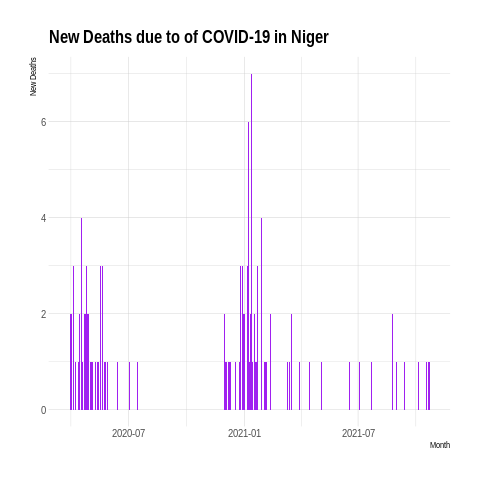 New Deaths due to of COVID-19 in Niger
New Deaths
6
4
2
0
2020-07
2021-01
2021-07
Month